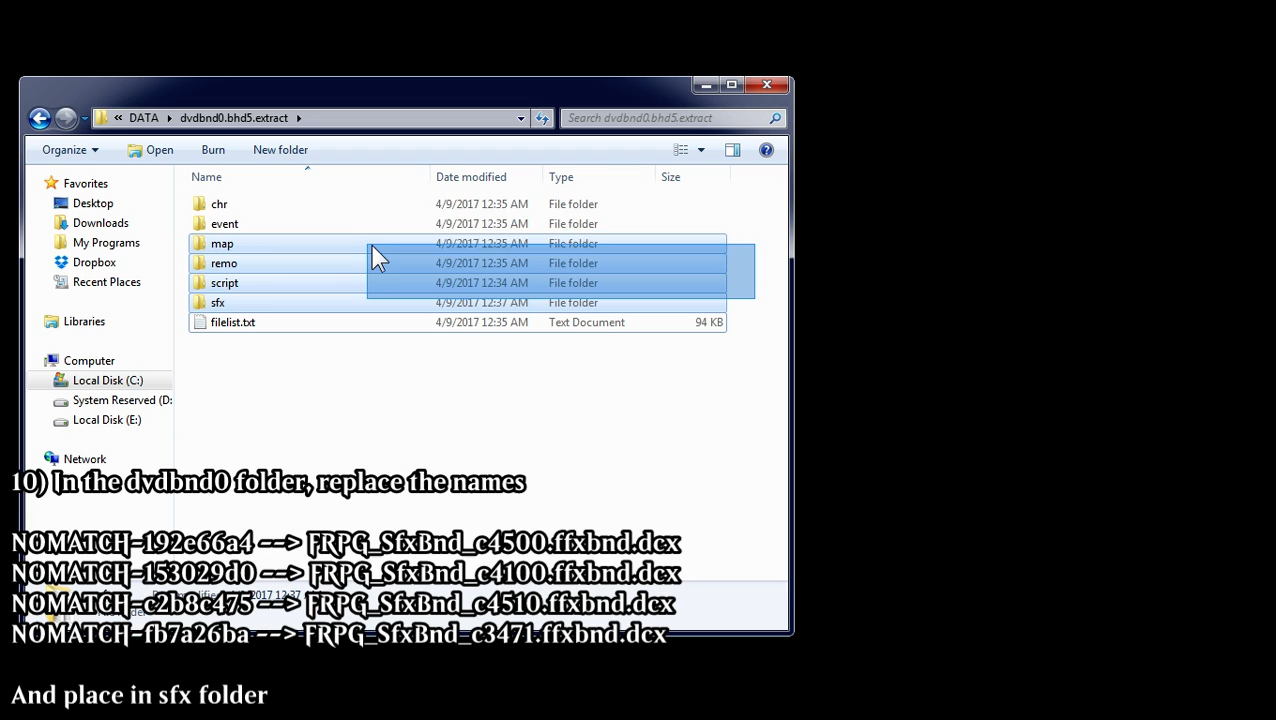 DATA dvdbnd0.bhd5.extract Search dvdbnd0.bhd5.extract
Organize Open Burn New folder
Name Date modified Type Size
Favorites
Desktop
Downloads
My Programs
Dropbox
Recent Places
Libraries
Computer
Local Disk (C:)
System Reserved (D:
Local Disk (E:)
Network
chr 4/9/2017 12:35 AM File folder
event 4/9/2017 12:35 AM File folder
map 4/9/2017 12:35 AM File folder
remo 4/9/2017 12:35 AM File folder
script 4/9/2017 12:34 AM File folder
sfx 4/9/2017 12:37 AM File folder
filelist.txt 4/9/2017 12:35 AM Text Document 94 KB
10) In the dvdbnd0 folder, replace the names
NOMATCH-192e66a4 --> FRPG_SfxBnd_c4500.ffxbnd.dcx
NOMATCH-153029d0 --> FRPG_SfxBnd_c4100.ffxbnd.dcx
NOMATCH-c2b8c475 --> FRPG_SfxBnd_c4510.ffxbnd.dcx
NOMATCH-fb7a26ba --> FRPG_SfxBnd_c3471.ffxbnd.dcx
And place in sfx folder